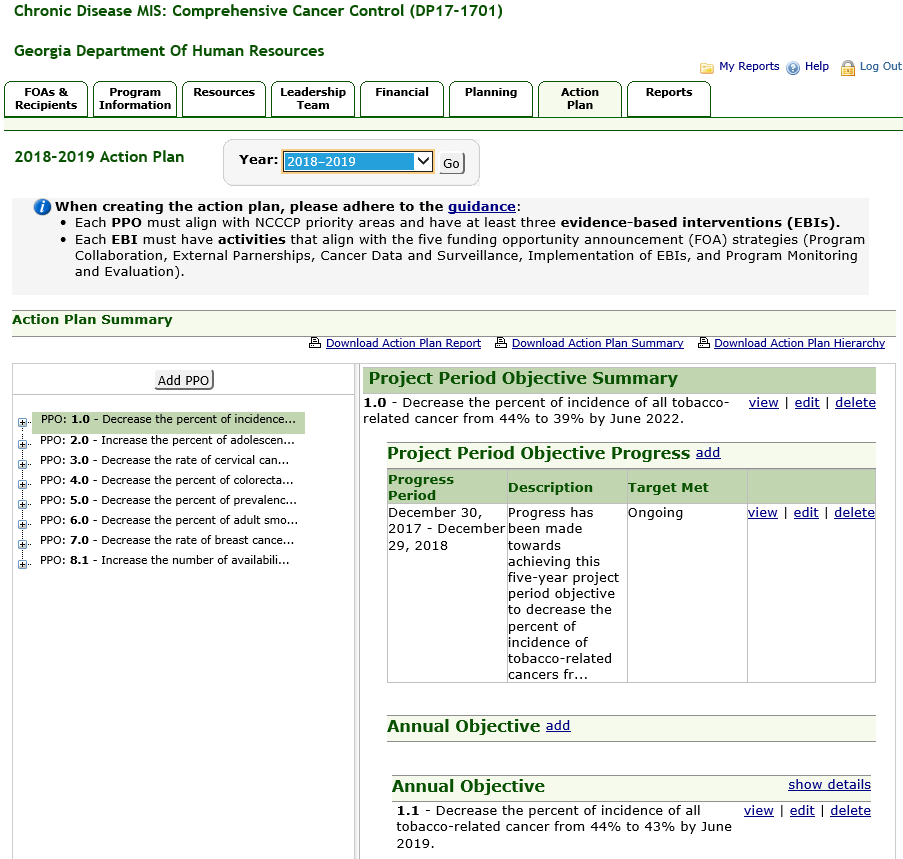 Chronic Disease MIS: Comprehensive Cancer Control (DP17-1701)
Georgia Department Of Human Resources
My Reports Help Log Out
FOAs & Recipients
Program Information
Resources
Leadership Team
Financial
Planning
Action Plan
Reports
2018-2019 Action Plan
Year: 2018-2019 Go
When creating the action plan, please adhere to the guidance:
• Each PPO must align with NCCCP priority areas and have at least three evidence-based interventions (EBIs).
• Each EBI must have activities that align with the five funding opportunity announcement (FOA) strategies (Program
Collaboration, External Parnerships, Cancer Data and Surveillance, Implementation of EBIs, and Program Monitoring
and Evaluation).
Action Plan Summary
Download Action Plan Report Download Action Plan Summary Download Action Plan Hierarchy
Add PPO
PPO: 1.0 - Decrease the percent of incidence...
PPO: 2.0 - Increase the percent of adolescen...
PPO: 3.0 - Decrease the rate of cervical can...
PPO: 4.0 - Decrease the percent of colorecta...
PPO: 5.0 - Decrease the percent of prevalenc...
PPO: 6.0 - Decrease the percent of adult smo...
PPO: 7.0 - Decrease the rate of breast cance...
PPO: 8.1 - Increase the number of availabili...
Project Period Objective Summary
1.0 - Decrease the percent of incidence of all tobacco- view | edit | delete
related cancer from 44% to 39% by June 2022.
Project Period Objective Progress add
Progress Period
Description
Target Met
December 30,
2017 - December
29, 2018
Progress has
been made
towards
achieving this
five-year project
period objective
to decrease the
percent of
incidence of
tobacco-related
cancers fr...
Ongoing
view | edit | delete
Annual Objective add
Annual Objective show details
1.1 - Decrease the percent of incidence of all view | edit | delete
tobacco-related cancer from 44% to 43% by June
2019.